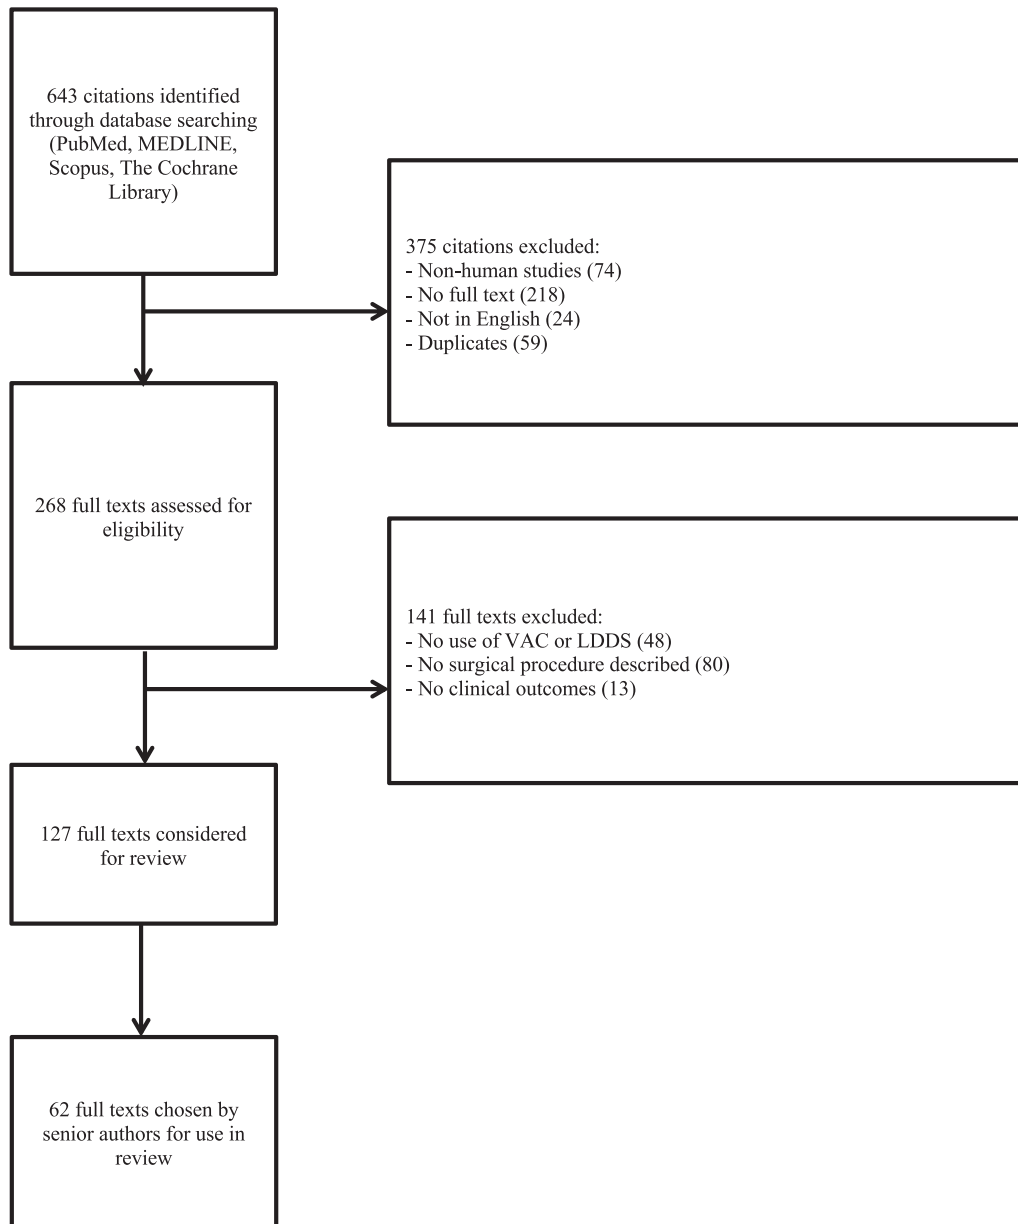 643 citations identified
through database searching
(PubMed, MEDLINE,
Scopus, The Cochrane
Library)
375 citations excluded:
- Non-human studies (74)
- No full text (218)
- Not in English (24)
- Duplicates (59)
268 full texts assessed for
eligibility
141 full texts excluded:
- No use of VAC or LDDS (48)
- No surgical procedure described (80)
- No clinical outcomes (13)
127 full texts considered
for review
62 full texts chosen by
senior authors for use in
review